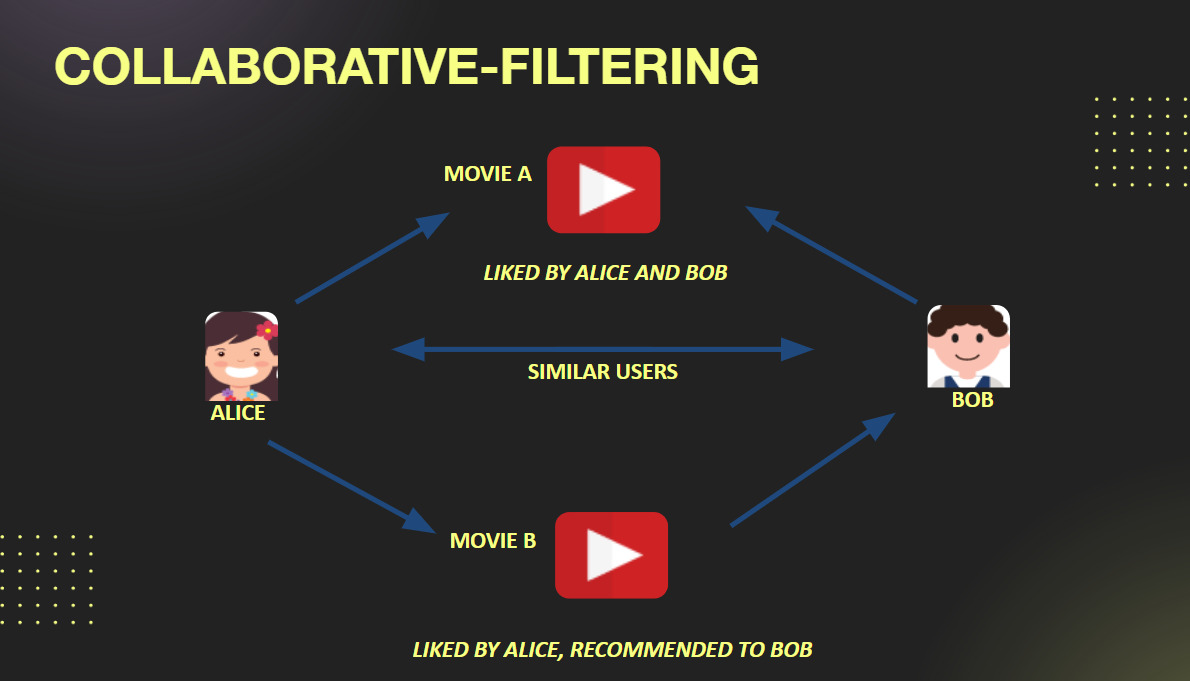 COLLABORATIVE-FILTERING
MOVIE A
LIKED BY ALICE AND BOB
SIMILAR USERS
ALICE
BOB
MOVIE B
LIKED BY ALICE, RECOMMENDED TO BOB